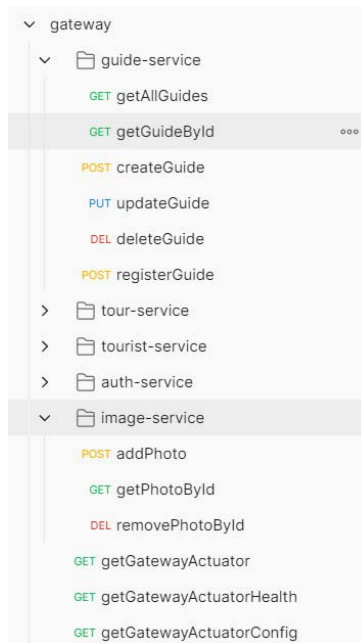 gateway
guide-service
GET getAllGuides
GET getGuideById
POST createGuide
PUT updateGuide
DEL deleteGuide
POST registerGuide
tour-service
tourist-service
auth-service
image-service
POST addPhoto
GET getPhotoById
DEL removePhotoById
GET getGatewayActuator
GET getGatewayActuatorHealth
GET getGatewayActuatorConfig